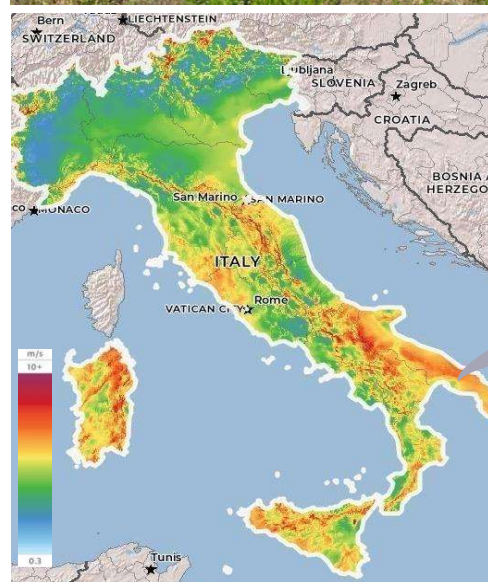 Bern
LIECHTENSTEIN
SWITZERLAND
Ljubljana
SLOVENIA
Zagreb
CROATIA
BOSNIA A
HERZEGO
co
MONACO
San Marino
SAN MARINO
ITALY
VATICAN CITY
Rome
m/s
10+
0.3
Tunis